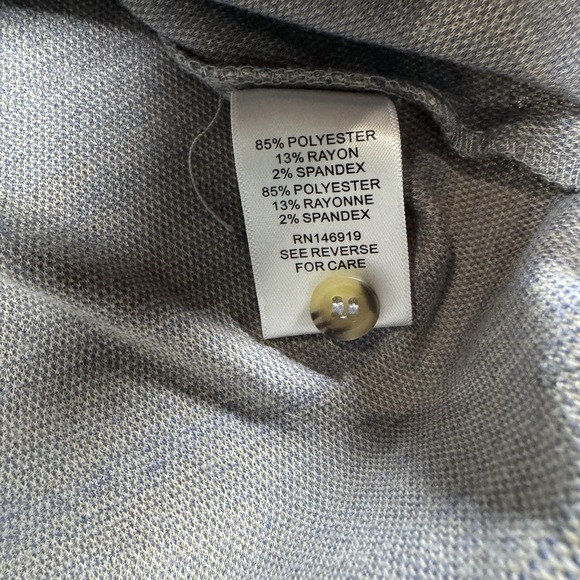 85% POLYESTER
13% RAYON
2% SPANDEX
85% POLYESTER
13% RAYONNE
2% SPANDEX
RN146919
SEE REVERSE
FOR CARE